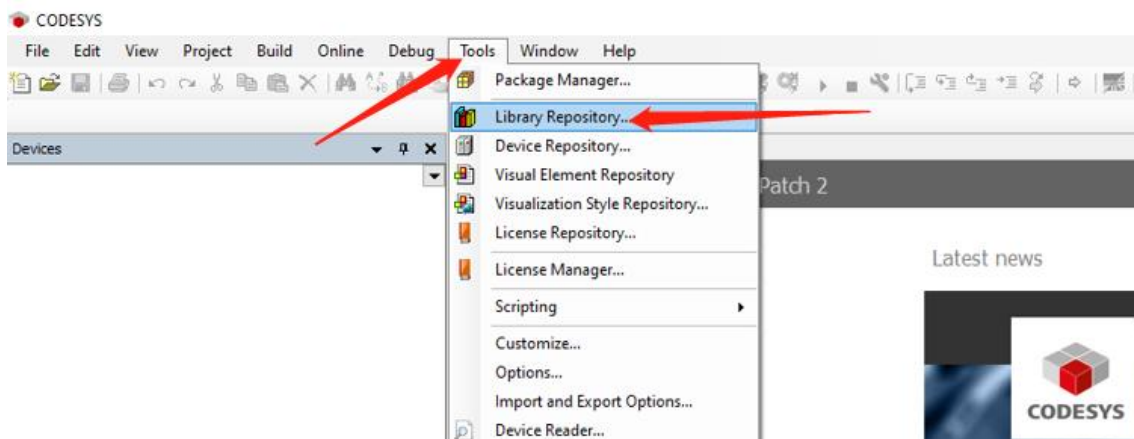 CODESYS
File Edit View Project Build Online Debug Tools Window Help
Package Manager...
Library Repository...
Devices
Device Repository...
Visual Element Repository
Patch 2
Visualization Style Repository...
License Repository...
Latest news
License Manager...
Scripting
Customize...
Options...
Import and Export Options...
CODESYS
Device Reader...